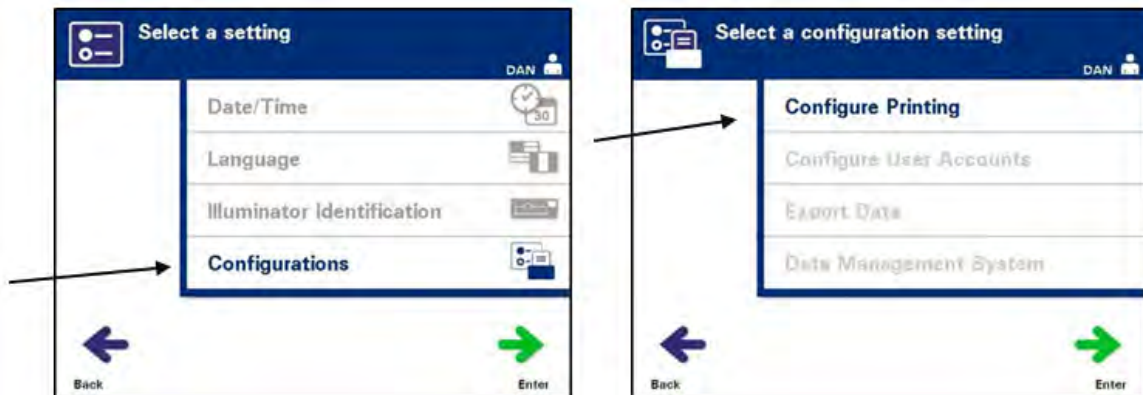 Select a setting
DAN
Date/Time
30
Language
Illuminator Identification
Configurations
Back
Enter
Select a configuration setting
DAN
Configure Printing
Configure User Accounts
Export Data
Data Management System
Back
Enter